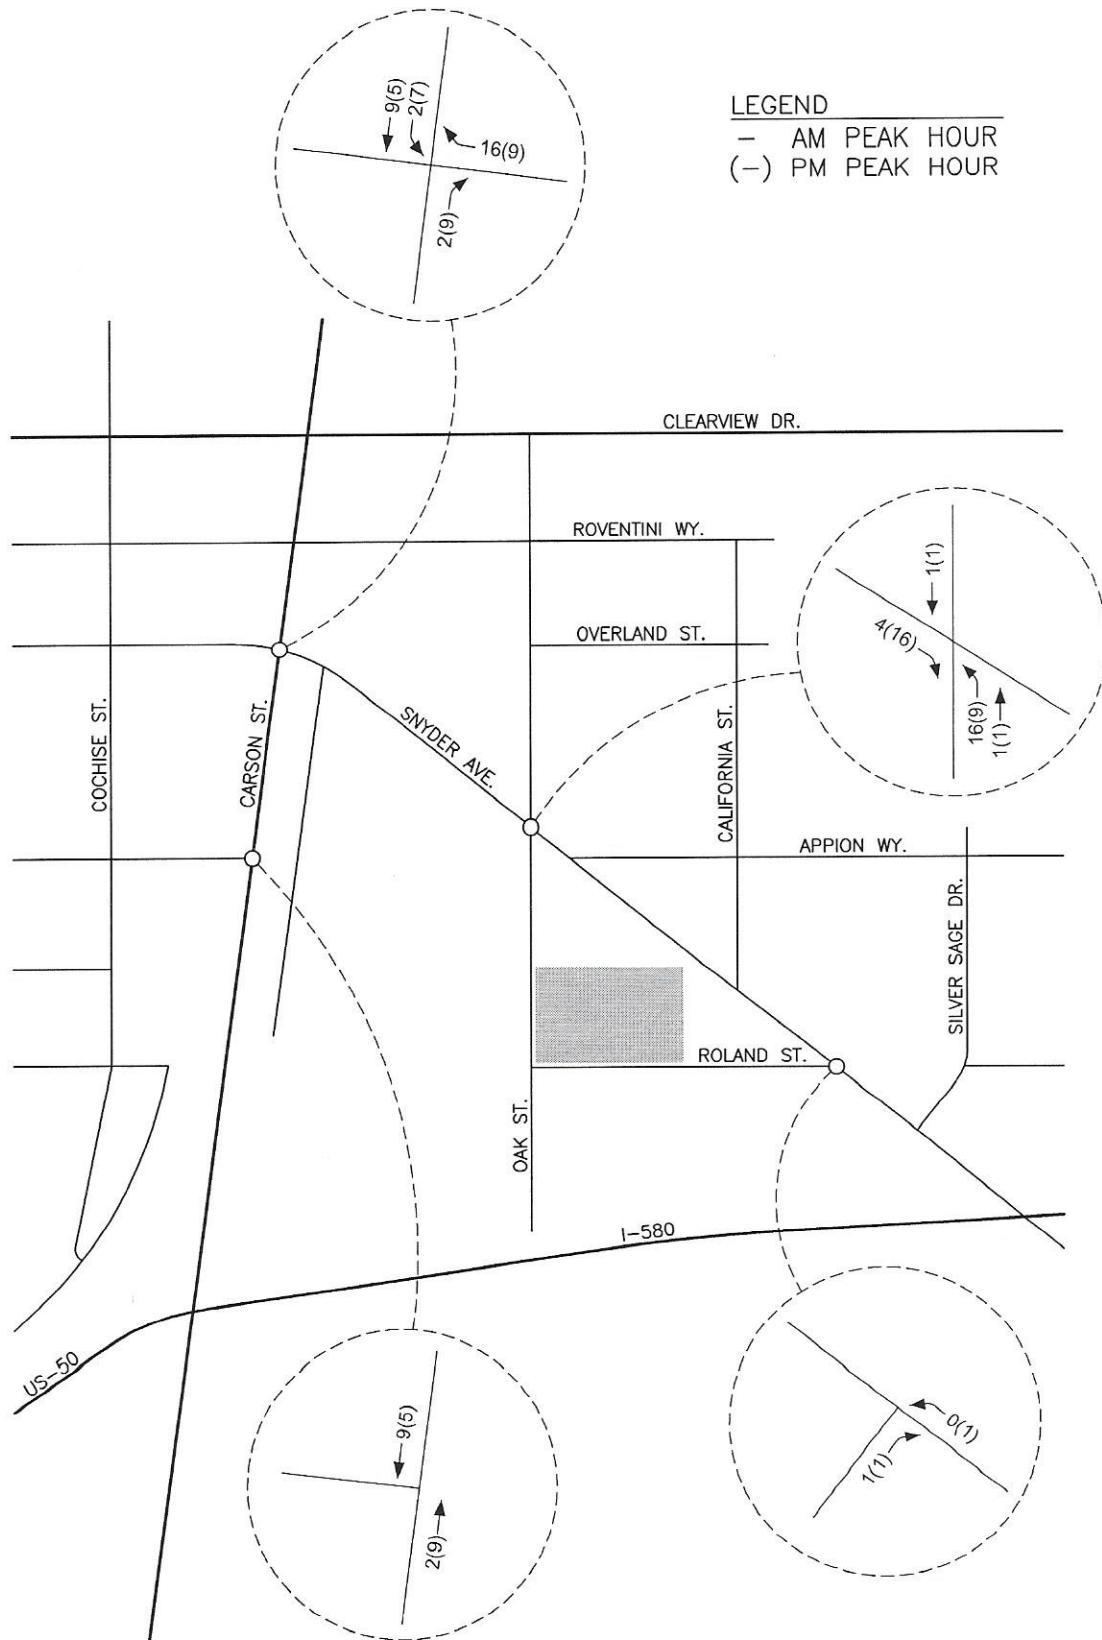 9(5)
2(7)
16(9)
2(9)
LEGEND
— AM PEAK HOUR
(—) PM PEAK HOUR
CLEARVIEW DR.
ROVENTINI WY.
1(1)
4(16)
16(9)
1(1)
OVERLAND ST.
COCHISE ST.
CARSON ST.
SNYDER AVE.
CALIFORNIA ST.
APPION WY.
SILVER SAGE DR.
ROLAND ST.
OAK ST.
I-580
US-50
9(5)
2(9)
0(1)
1(1)